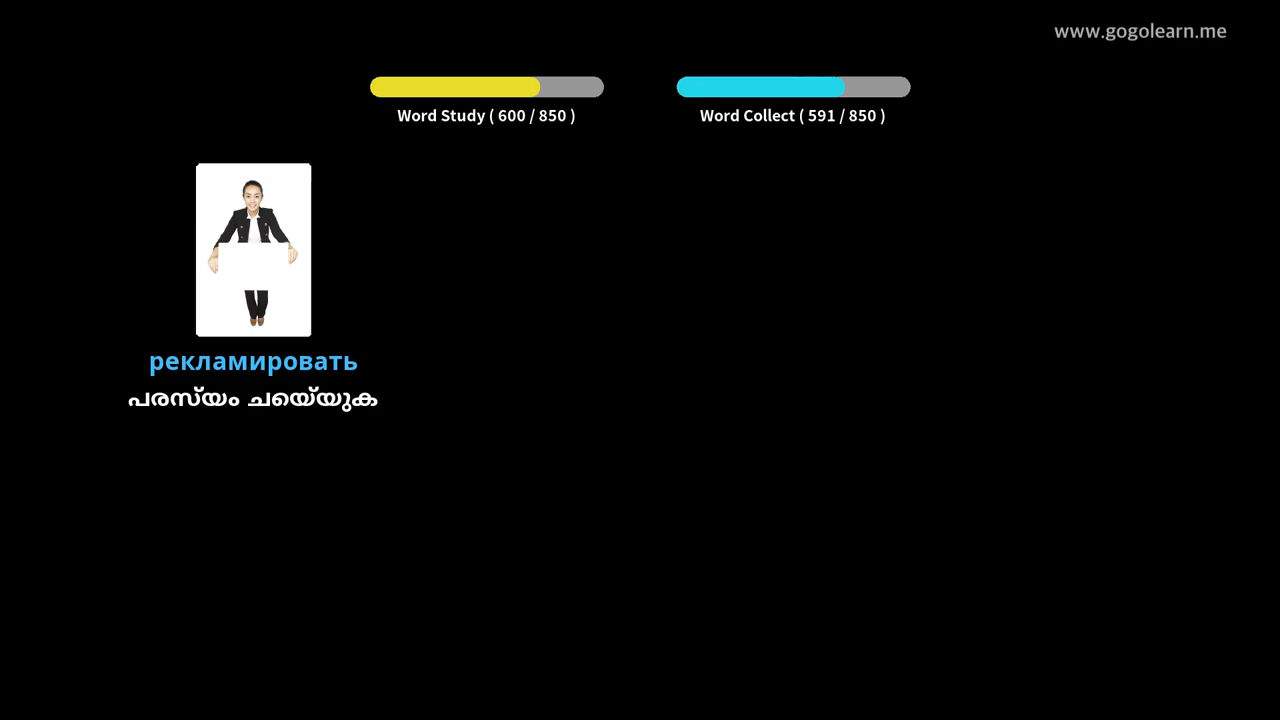 www.gogolearn.me
Word Study ( 600 / 850 )
Word Collect ( 591 / 850 )
рекламировать
പരസ്യം ചെയ്യുക